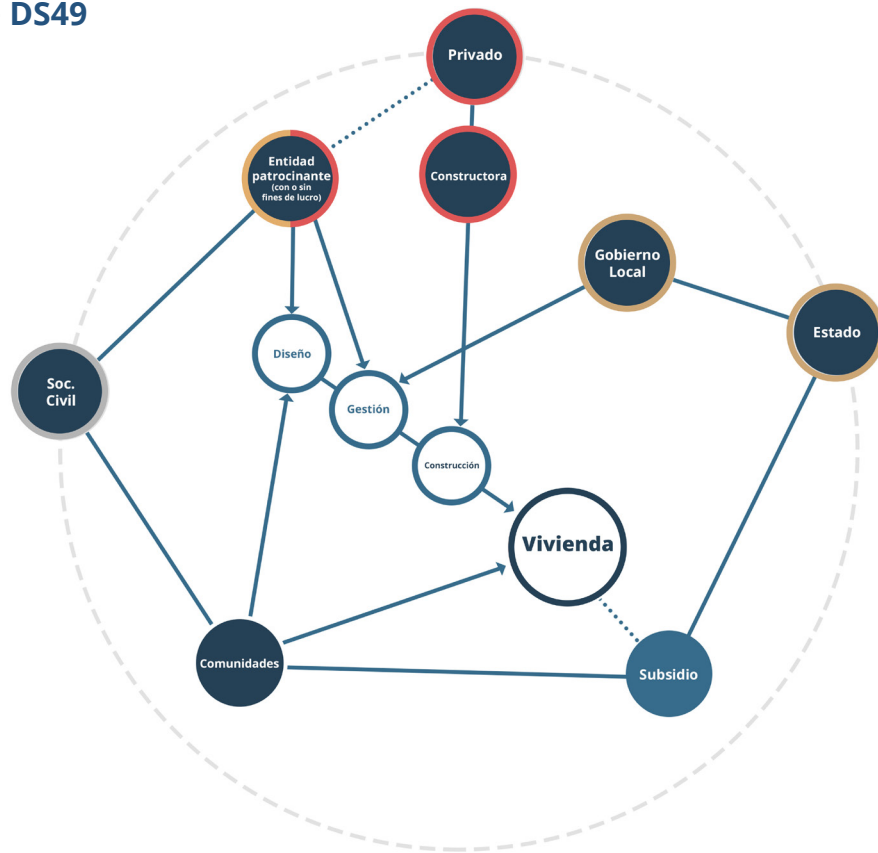 DS49
Privado
Entidad
patrocinante
(con o sin
fines de lucro)
Constructora
Gobierno
Local
Estado
Diseño
Soc.
Civil
Gestión
Construcción
Vivienda
Comunidades
Subsidio